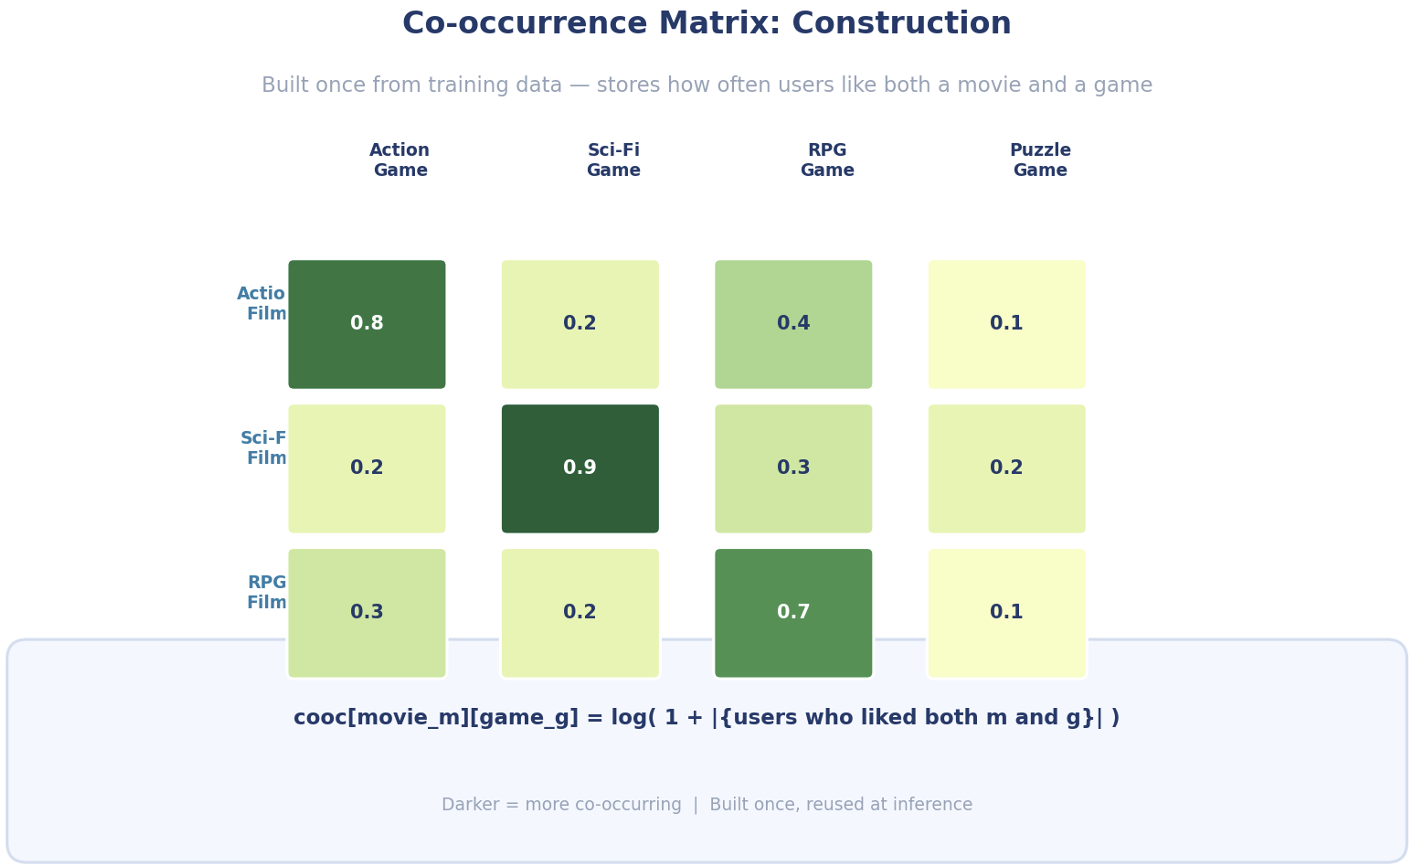 Co-occurrence Matrix: Construction
Built once from training data — stores how often users like both a movie and a game
Action
Game
Sci-Fi
Game
RPG
Game
Puzzle
Game
Actio
Film
0.8
0.2
0.4
0.1
Sci-F
Film
0.2
0.9
0.3
0.2
RPG
Film
0.3
0.2
0.7
0.1
cooc[movie_m][game_g] = log( 1 + |{users who liked both m and g}| )
Darker = more co-occurring | Built once, reused at inference